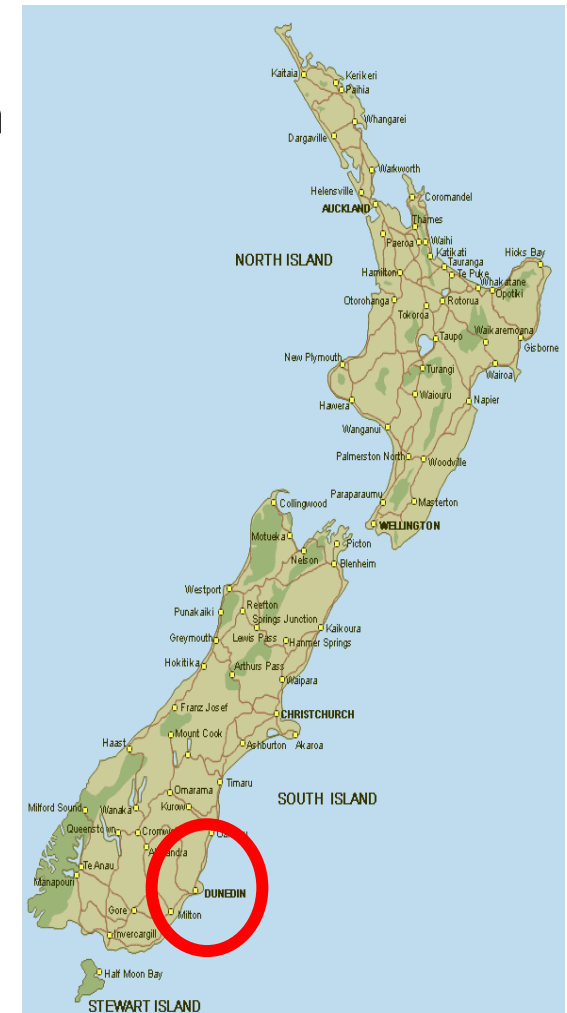 Kaitaia
Kerikeri
Paihia
Whangarei
Dargaville
Warkworth
Helensville
Coromandel
AUCKLAND
Thames
Paeroa
Waihi
Katikati
NORTH ISLAND
Tauranga
Hicks Bay
Hamilton
Te Puke
Whakatane
Opotiki
Otorohanga
Rotorua
Tokoroa
Waikaremoana
Taupo
Gisborne
New Plymouth
Turangi
Wairoa
Hawera
Waiouru
Napier
Wanganui
Palmerston North
Woodville
Paraparaumu
Masterton
Collingwood
WELLINGTON
Motueka
Picton
Nelson
Blenheim
Westport
Reefton
Punakaiki
Springs Junction
Kaikoura
Greymouth
Lewis Pass
Hanmer Springs
Hokitika
Arthurs Pass
Waipara
Franz Josef
CHRISTCHURCH
Mount Cook
Haast
Ashburton
Akaroa
Timaru
Omarama
SOUTH ISLAND
Milford Sound
Wanaka
Kurow
Queenstown
Te Anau
Manapouri
DUNEDIN
Gore
Milton
Invercargill
Half Moon Bay
STEWART ISLAND